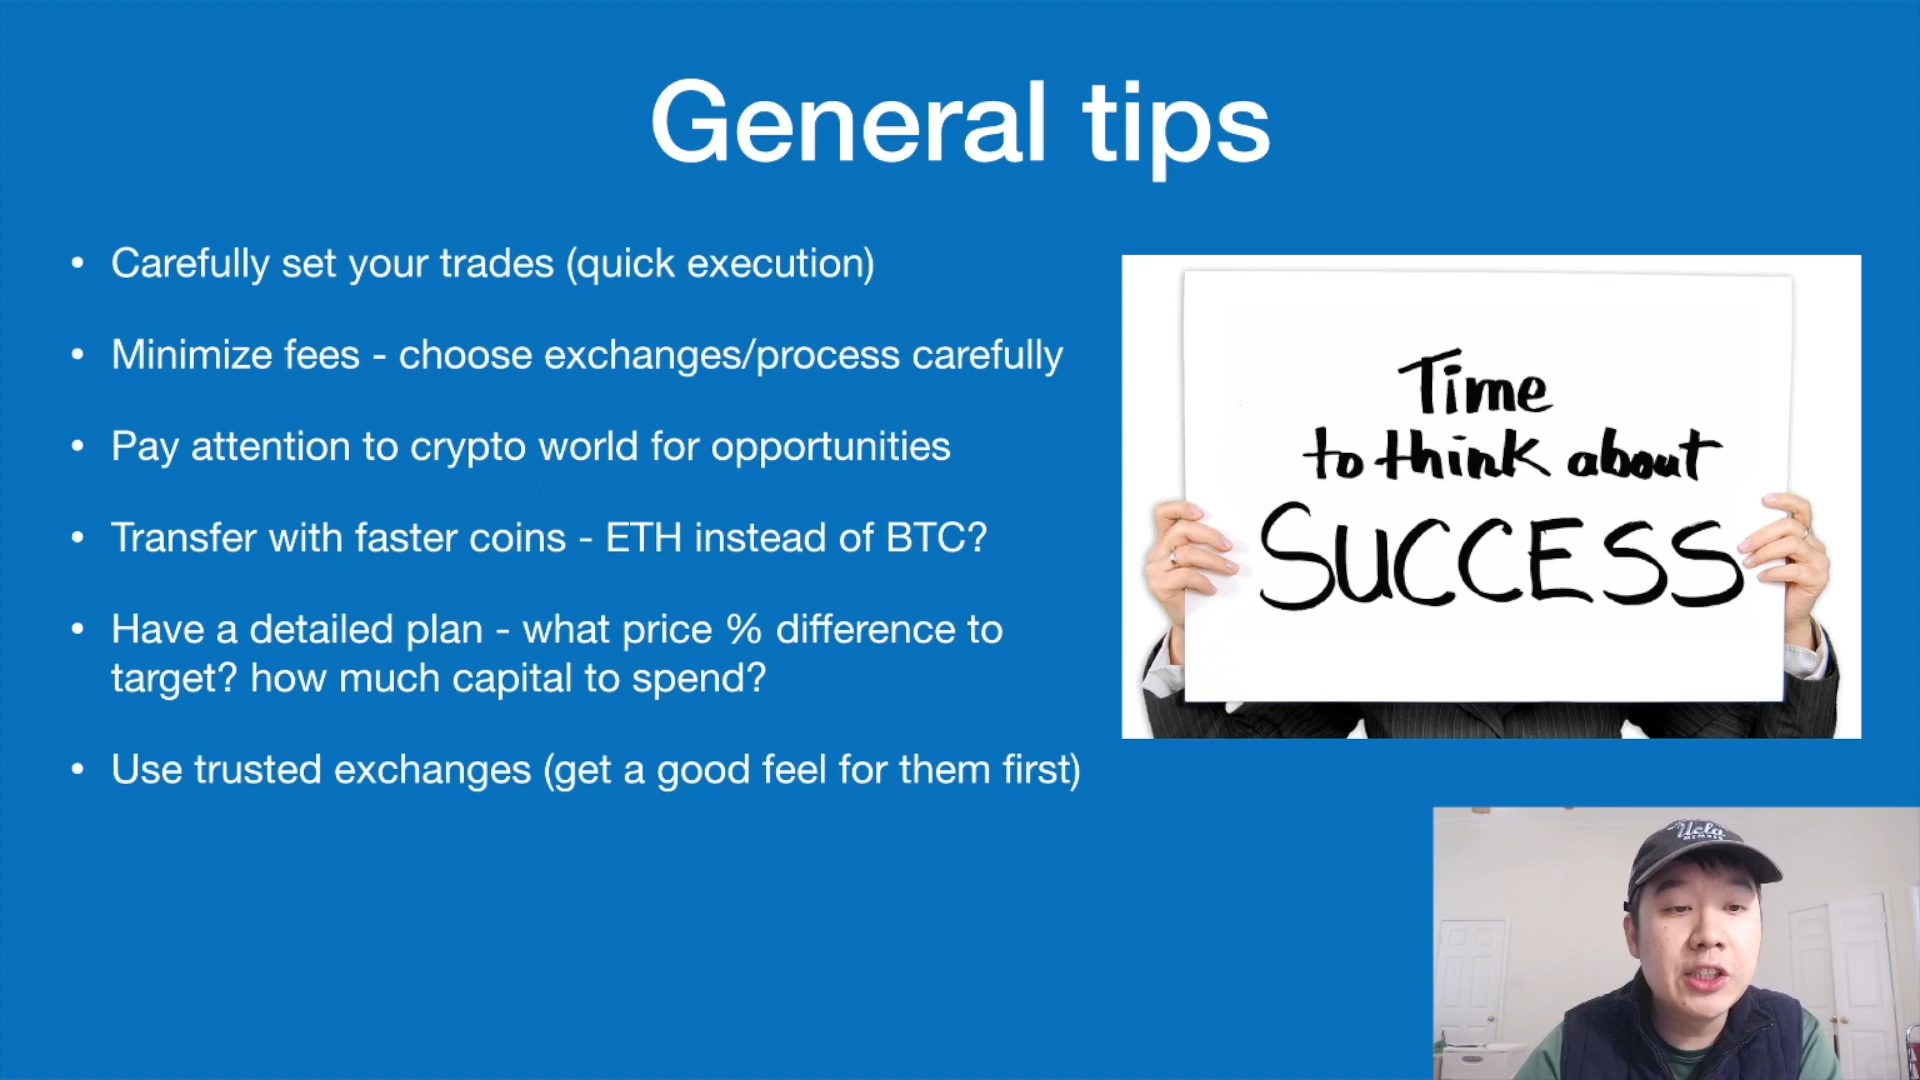 General tips
• Carefully set your trades (quick execution)
• Minimize fees - choose exchanges/process carefully
• Pay attention to crypto world for opportunities
• Transfer with faster coins - ETH instead of BTC?
• Have a detailed plan - what price % difference to
target? how much capital to spend?
• Use trusted exchanges (get a good feel for them first)
Time
to think about
SUCCESS
Ucla